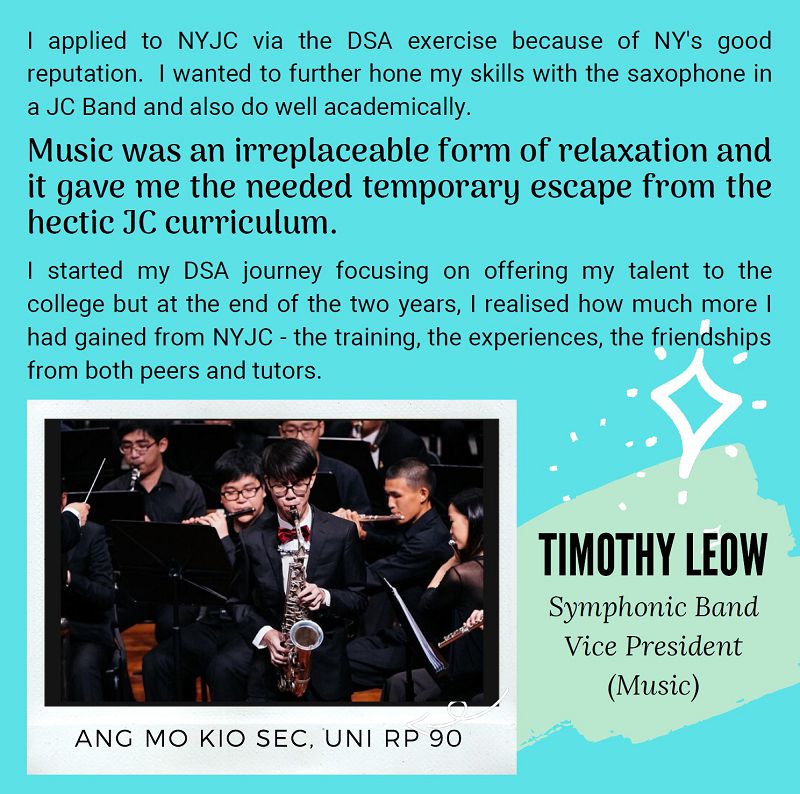 I applied to NYJC via the DSA exercise because of NY's good
reputation. I wanted to further hone my skills with the saxophone in
a JC Band and also do well academically.
Music was an irreplaceable form of relaxation and
it gave me the needed temporary escape from the
hectic JC curriculum.
I started my DSA journey focusing on offering my talent to the
college but at the end of the two years, I realised how much more I
had gained from NYJC - the training, the experiences, the friendships
from both peers and tutors.
TIMOTHY LEOW
Symphonic Band
Vice President
(Music)
ANG MO KIO SEC, UNI RP 90